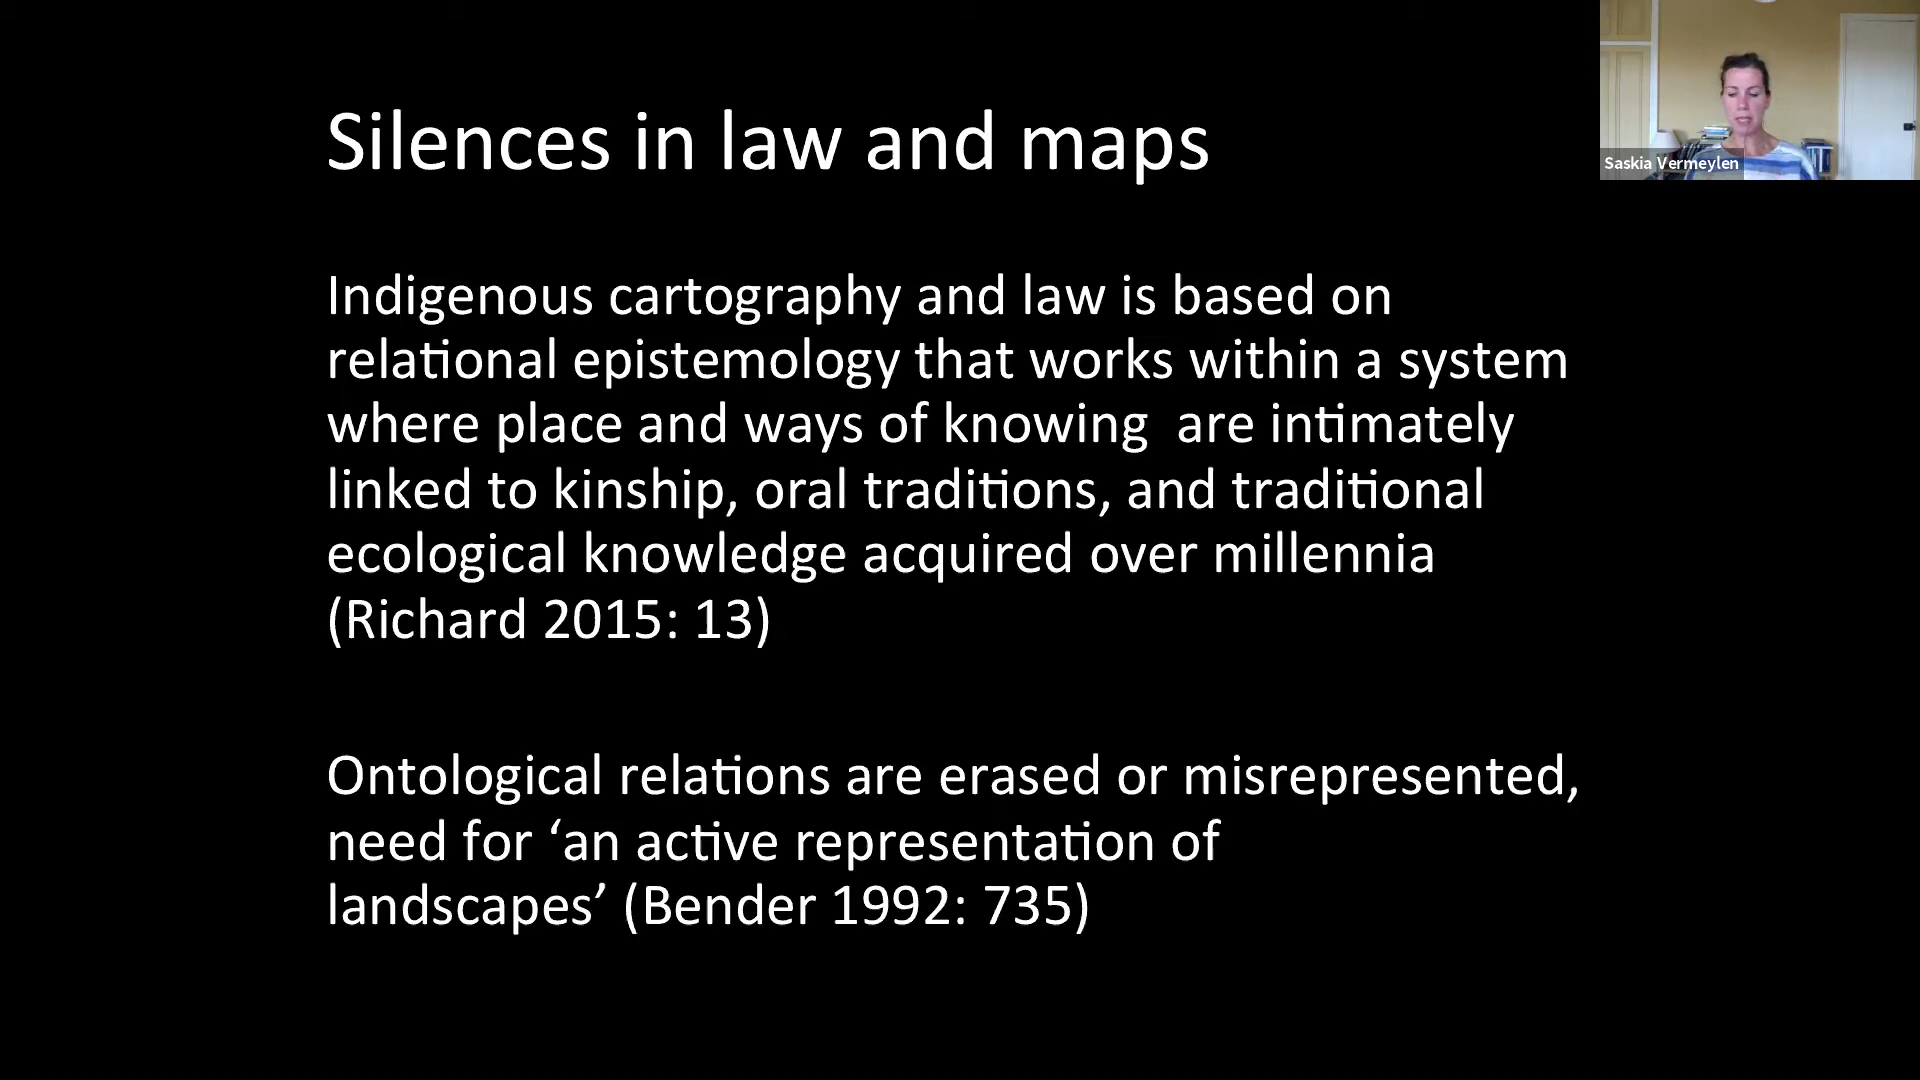 Silences in law and maps
Saskia Vermeylen
Indigenous cartography and law is based on
relational epistemology that works within a system
where place and ways of knowing  are intimately
linked to kinship, oral traditions, and traditional
ecological knowledge acquired over millennia
(Richard 2015: 13)
Ontological relations are erased or misrepresented,
need for ‘an active representation of
landscapes’ (Bender 1992: 735)